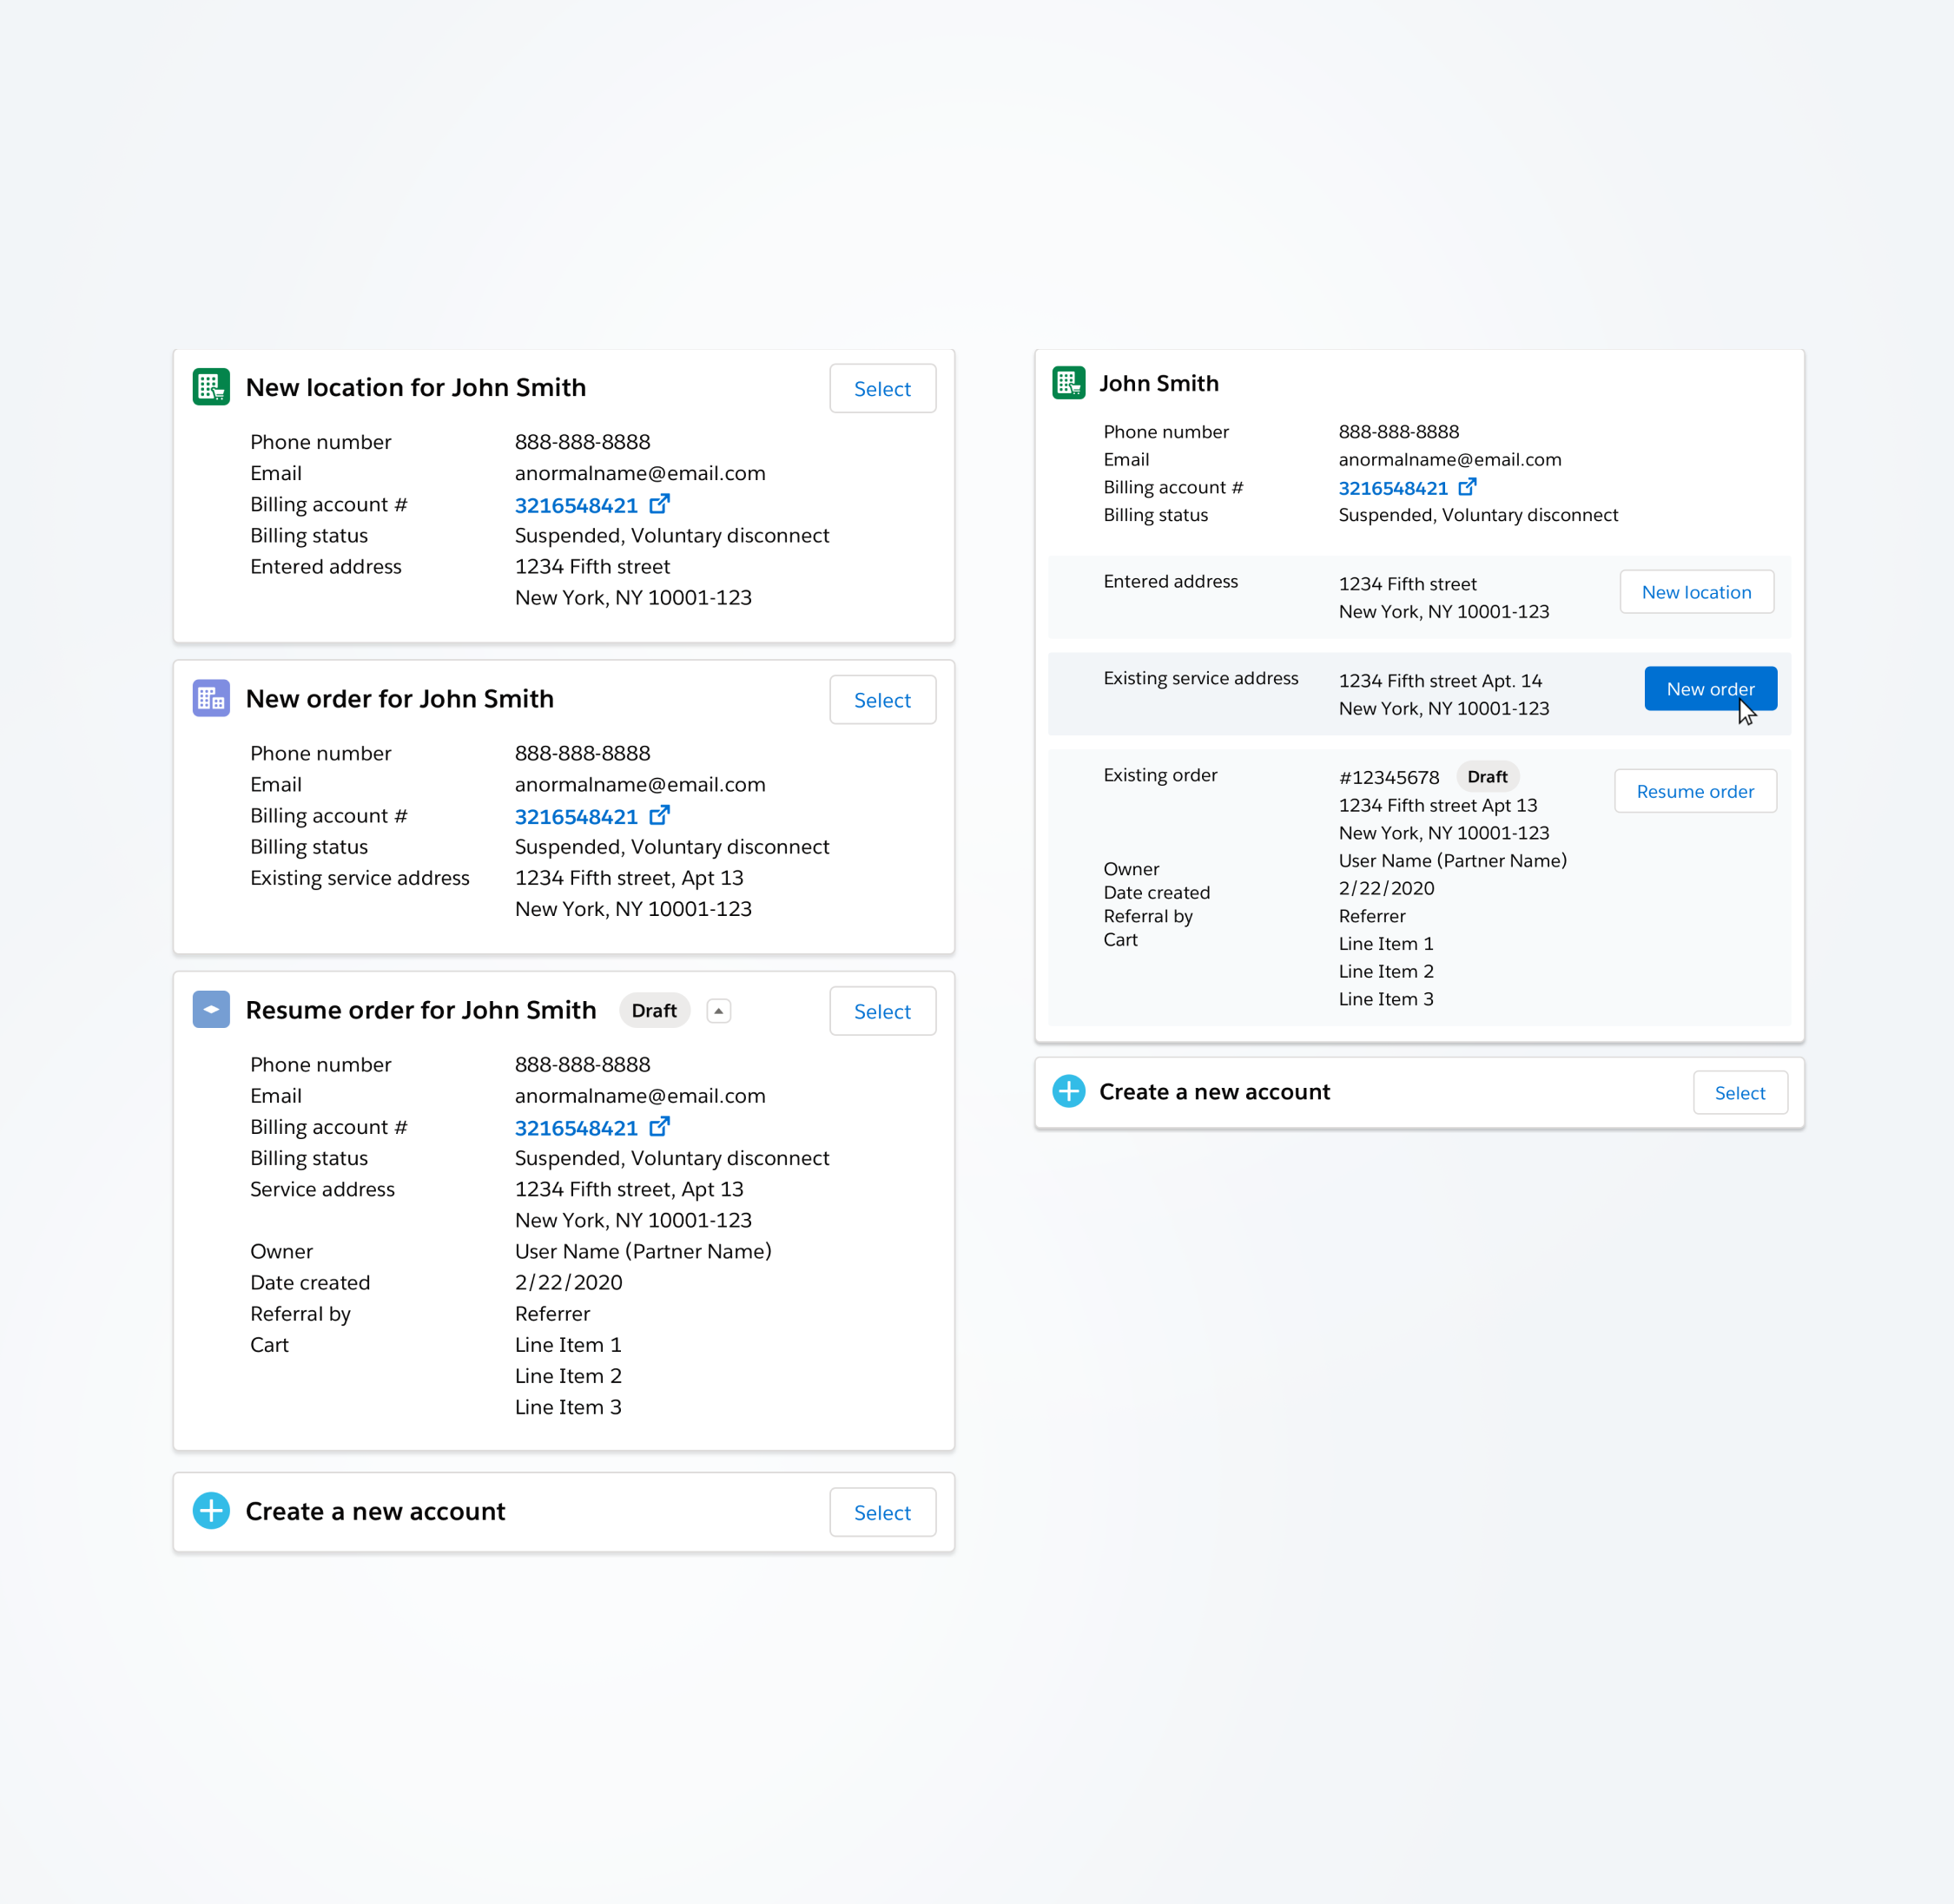 New location for John Smith
Select
Phone number 888-888-8888
Email anormalname@email.com
Billing account # 3216548421
Billing status Suspended, Voluntary disconnect
Entered address 1234 Fifth street
New York, NY 10001-123
New order for John Smith
Select
Phone number 888-888-8888
Email anormalname@email.com
Billing account # 3216548421
Billing status Suspended, Voluntary disconnect
Existing service address 1234 Fifth street, Apt 13
New York, NY 10001-123
Resume order for John Smith Draft
Select
Phone number 888-888-8888
Email anormalname@email.com
Billing account # 3216548421
Billing status Suspended, Voluntary disconnect
Service address 1234 Fifth street, Apt 13
New York, NY 10001-123
Owner User Name (Partner Name)
Date created 2/22/2020
Referral by Referrer
Cart Line Item 1
Line Item 2
Line Item 3
Create a new account
Select
John Smith
Phone number 888-888-8888
Email anormalname@email.com
Billing account # 3216548421
Billing status Suspended, Voluntary disconnect
Entered address 1234 Fifth street
New York, NY 10001-123
New location
Existing service address 1234 Fifth street Apt. 14
New York, NY 10001-123
New order
Existing order #12345678 Draft
1234 Fifth street Apt 13
New York, NY 10001-123
Resume order
Owner User Name (Partner Name)
Date created 2/22/2020
Referral by Referrer
Cart Line Item 1
Line Item 2
Line Item 3
Create a new account
Select